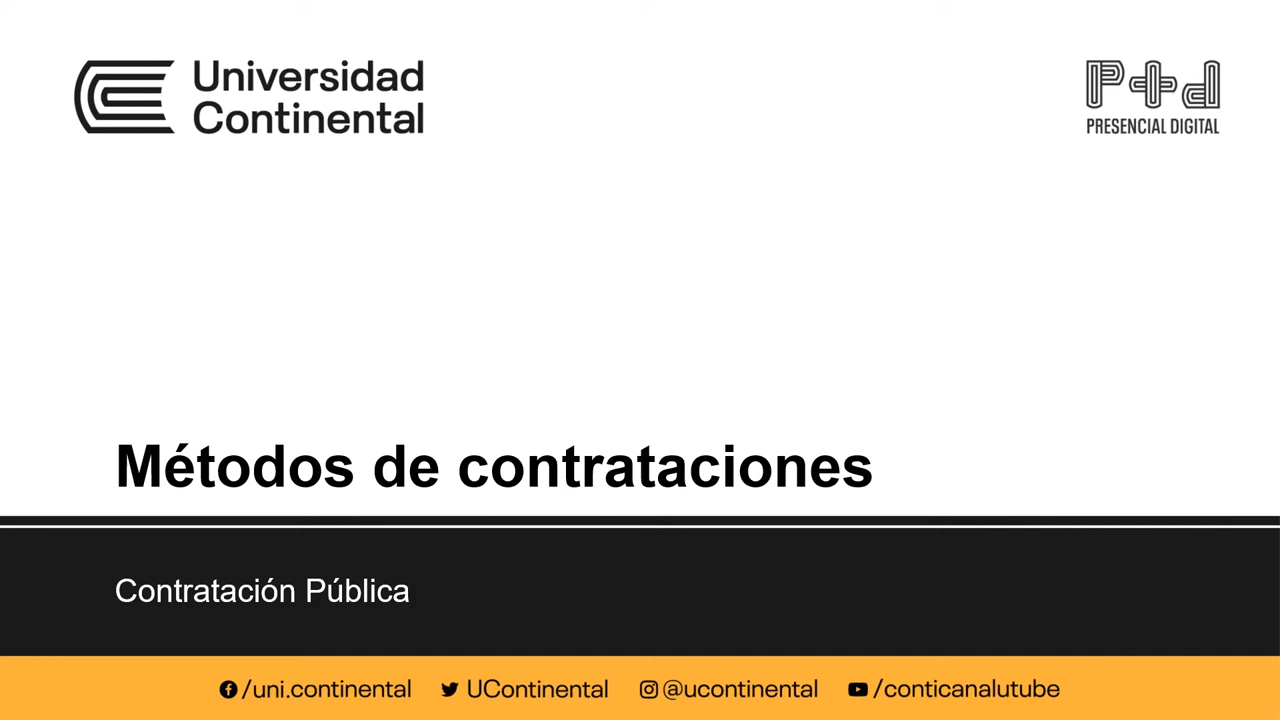 Universidad
Continental
P+d
PRESENCIAL DIGITAL
Métodos de contrataciones
Contratación Pública
/uni.continental UContinental @ucontinental /conticanalutube